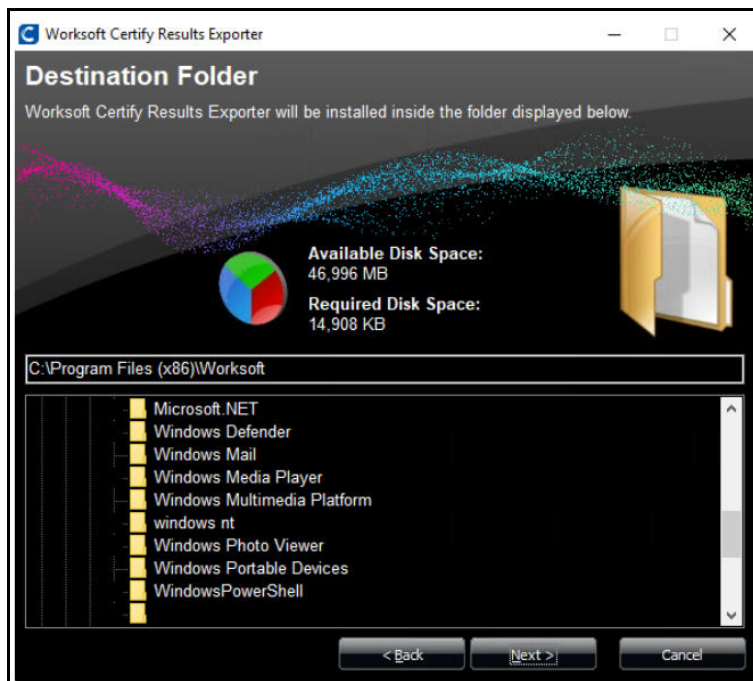 Worksoft Certify Results Exporter
Destination Folder
Worksoft Certify Results Exporter will be installed inside the folder displayed below.
Available Disk Space:
46,996 MB
Required Disk Space:
14,908 KB
C:\Program Files (x86)\Worksoft
Microsoft.NET
Windows Defender
Windows Mail
Windows Media Player
Windows Multimedia Platform
windows nt
Windows Photo Viewer
Windows Portable Devices
WindowsPowerShell
< Back
Next >
Cancel